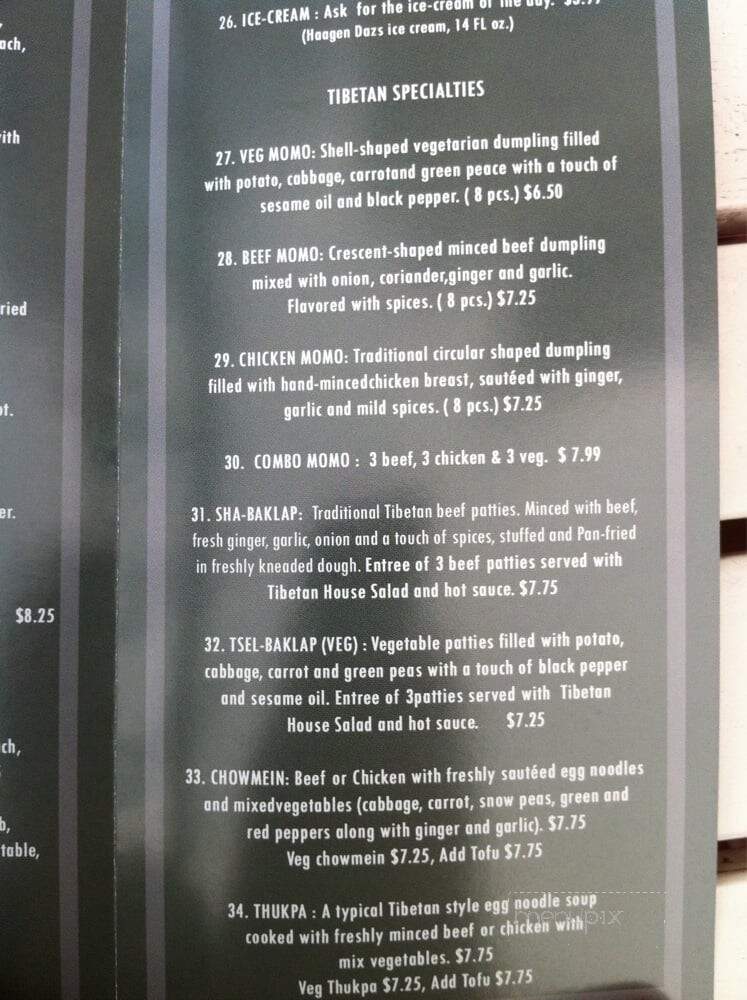 26. ICE-CREAM : Ask for the ice-cream of the day. $3.99
(Haagen Dazs ice cream, 14 FL oz.)
TIBETAN SPECIALTIES
27. VEG MOMO: Shell-shaped vegetarian dumpling filled
with potato, cabbage, carrotand green peace with a touch of
sesame oil and black pepper. ( 8 pcs.) $6.50
28. BEEF MOMO: Crescent-shaped minced beef dumpling
mixed with onion, coriander,ginger and garlic.
Flavored with spices. ( 8 pcs.) $7.25
29. CHICKEN MOMO: Traditional circular shaped dumpling
filled with hand-mincedchicken breast, sautéed with ginger,
garlic and mild spices. ( 8 pcs.) $7.25
30. COMBO MOMO : 3 beef, 3 chicken & 3 veg. $ 7.99
31. SHA-BAKLAP: Traditional Tibetan beef patties. Minced with beef,
fresh ginger, garlic, onion and a touch of spices, stuffed and Pan-fried
in freshly kneaded dough. Entree of 3 beef patties served with
Tibetan House Salad and hot sauce. $7.75
32. TSEL-BAKLAP (VEG) : Vegetable patties filled with potato,
cabbage, carrot and green peas with a touch of black pepper
and sesame oil. Entree of 3patties served with Tibetan
House Salad and hot sauce. $7.25
33. CHOWMEIN: Beef or Chicken with freshly sautéed egg noodles
and mixedvegetables (cabbage, carrot, snow peas, green and
red peppers along with ginger and garlic). $7.75
Veg chowmein $7.25, Add Tofu $7.75
34. THUKPA : A typical Tibetan style egg noodle soup
cooked with freshly minced beef or chicken with
mix vegetables. $7.75
Veg Thukpa $7.25, Add Tofu $7.75
$8.25
menupix